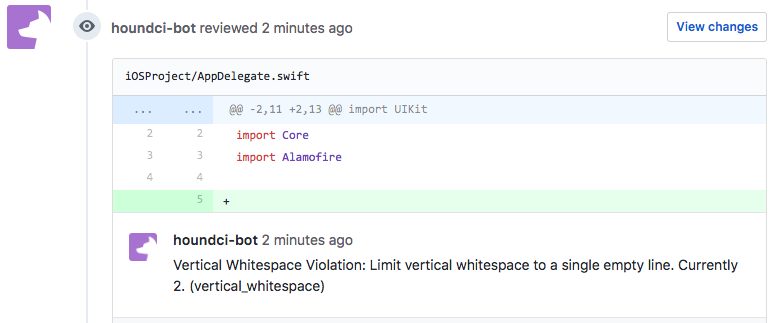 houndci-bot reviewed 2 minutes ago
View changes
iOSProject/AppDelegate.swift
... ... @@ -2,11 +2,13 @@ import UIKit
2 2 import Core
3 3 import Alamofire
4 4
5 +
houndci-bot 2 minutes ago
Vertical Whitespace Violation: Limit vertical whitespace to a single empty line. Currently
2. (vertical_whitespace)